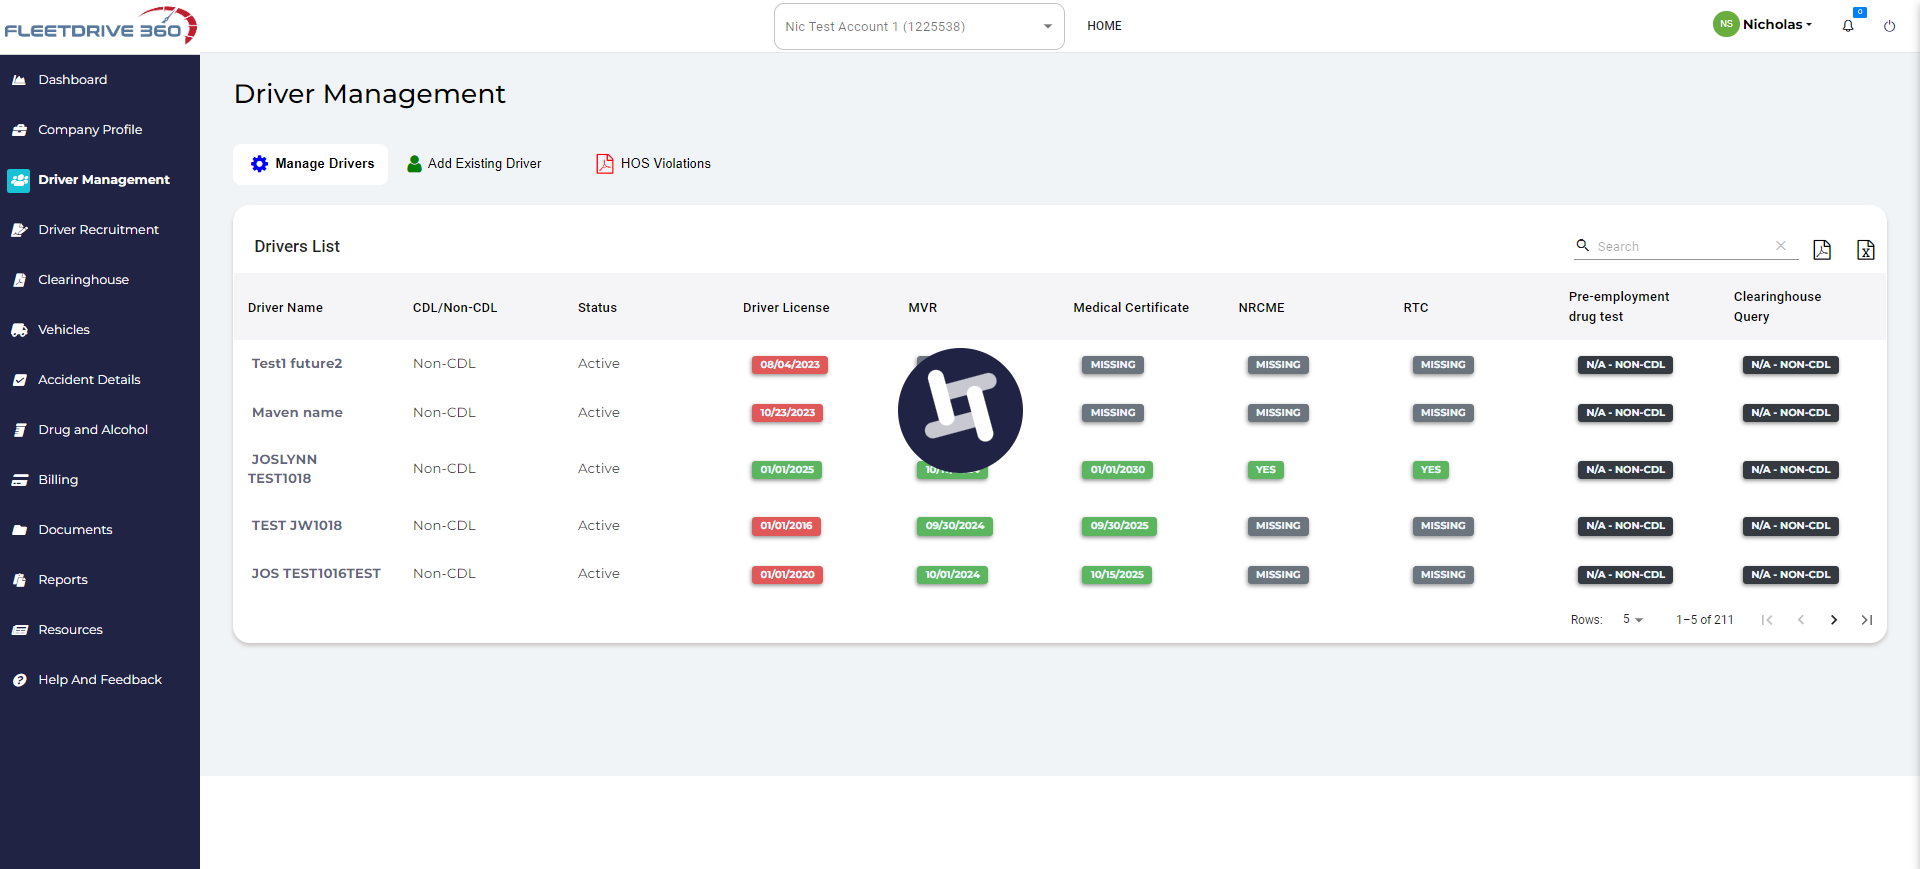 FLEETDRIVE 360
Nic Test Account 1 (1225538)
HOME
NS
Nicholas
0
Dashboard
Company Profile
Driver Management
Driver Recruitment
Clearinghouse
Vehicles
Accident Details
Drug and Alcohol
Billing
Documents
Reports
Resources
Help And Feedback
Driver Management
Manage Drivers
Add Existing Driver
HOS Violations
Drivers List
Search
Driver Name CDL/Non-CDL Status Driver License MVR Medical Certificate NRCME RTC Pre-employment drug test Clearinghouse Query
Test1 future2 Non-CDL Active 08/04/2023 MISSING MISSING MISSING N/A - NON-CDL N/A - NON-CDL
Maven name Non-CDL Active 10/23/2023 MISSING MISSING MISSING N/A - NON-CDL N/A - NON-CDL
JOSLYNN TEST1018 Non-CDL Active 01/01/2025 01/01/2030 YES YES N/A - NON-CDL N/A - NON-CDL
TEST JW1018 Non-CDL Active 01/01/2016 09/30/2024 09/30/2025 MISSING MISSING N/A - NON-CDL N/A - NON-CDL
JOS TEST1016TEST Non-CDL Active 01/01/2020 10/01/2024 10/15/2025 MISSING MISSING N/A - NON-CDL N/A - NON-CDL
Rows: 5 1–5 of 211